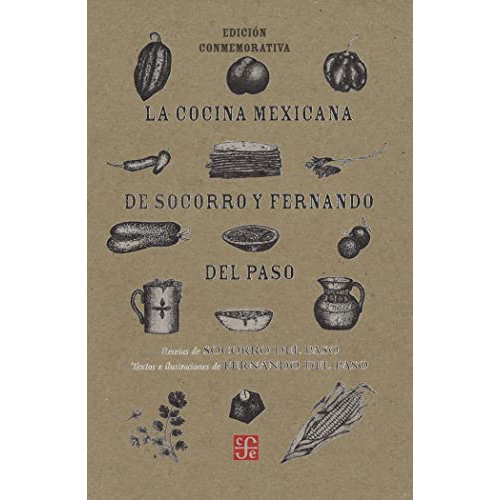 EDICIÓN
CONMEMORATIVA
LA COCINA MEXICANA
DE SOCORRO Y FERNANDO
DEL PASO
Recetas de SOCORRO DEL PASO
Textos e ilustraciones de FERNANDO DEL PASO